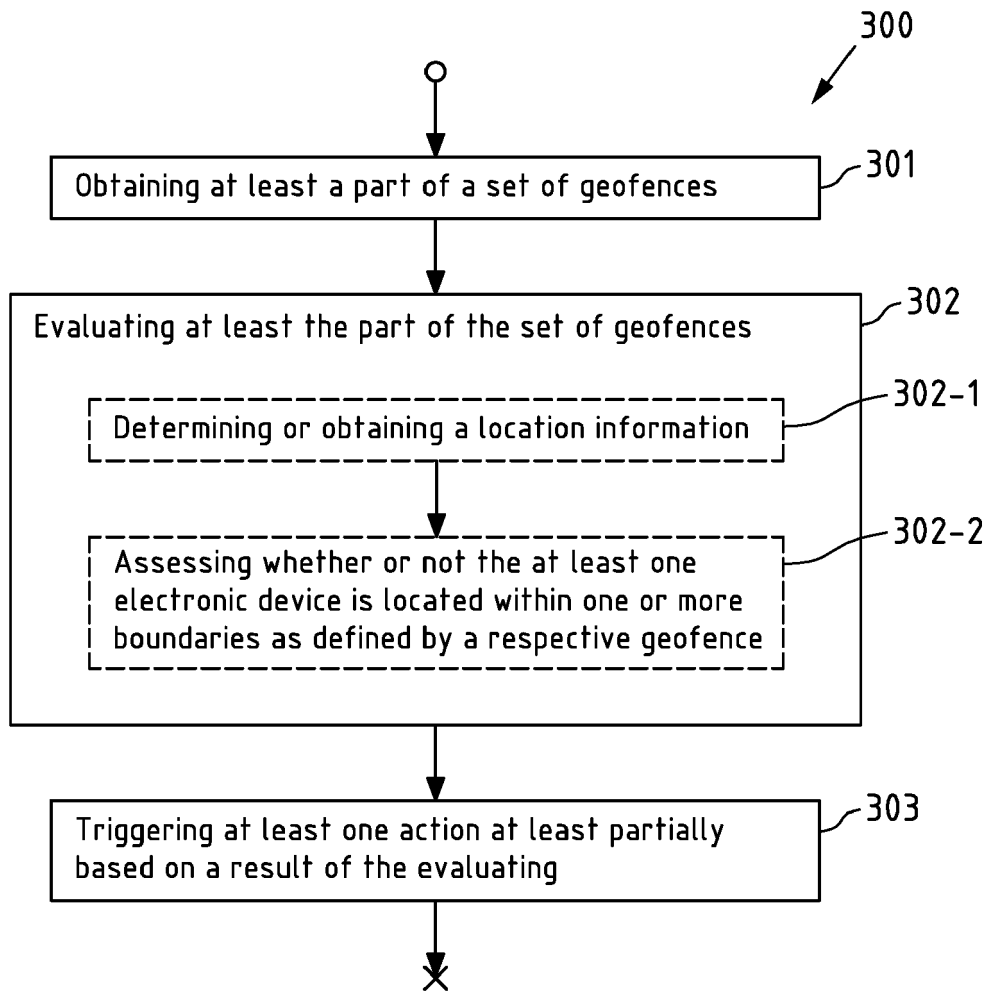 300
Obtaining at least a part of a set of geofences
301
302
Evaluating at least the part of the set of geofences
302-1
Determining or obtaining a location information
302-2
Assessing whether or not the at least one
electronic device is located within one or more
boundaries as defined by a respective geofence
303
Triggering at least one action at least partially
based on a result of the evaluating